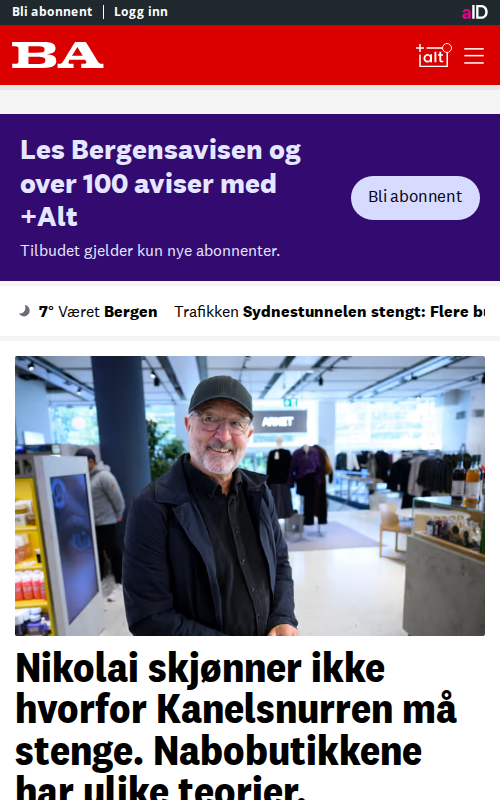 Bli abonnent | Logg inn
aID
BA
+alt
Les Bergensavisen og
over 100 aviser med
+Alt
Tilbudet gjelder kun nye abonnenter.
Bli abonnent
7° Været Bergen Trafikken Sydnestunnelen stengt: Flere
Nikolai skjønner ikke
hvorfor Kanelsnurren må
stenge. Nabobutikkene
har ulike teorier.